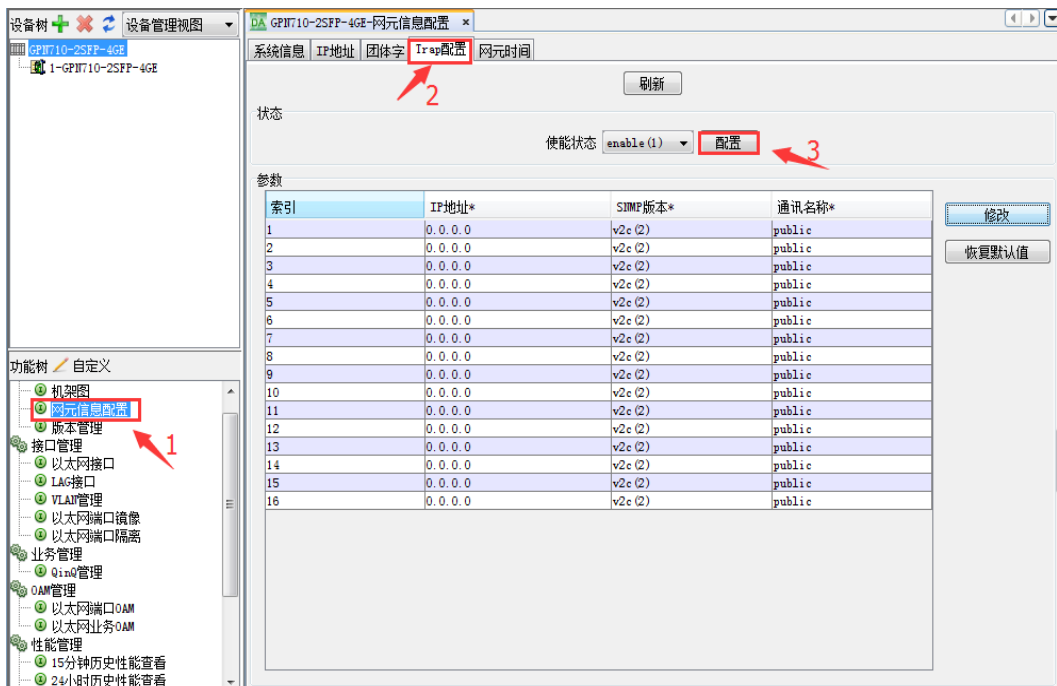 设备树 设备管理视图
GPN710-2SFP-4GE
1-GPN710-2SFP-4GE
功能树 自定义
机架图
网元信息配置
版本管理
1
接口管理
以太网接口
LAG接口
VLAN管理
以太网端口镜像
以太网端口隔离
业务管理
QinQ管理
OAM管理
以太网端口OAM
以太网业务OAM
性能管理
15分钟历史性能查看
24小时历史性能查看
DA GPN710-2SFP-4GE-网元信息配置 ×
系统信息 IP地址 团体字 Trap配置 网元时间
2
刷新
状态
使能状态 enable(1) 配置
3
参数
索引 IP地址* SNMP版本* 通讯名称*
1 0.0.0.0 v2c(2) public
2 0.0.0.0 v2c(2) public
3 0.0.0.0 v2c(2) public
4 0.0.0.0 v2c(2) public
5 0.0.0.0 v2c(2) public
6 0.0.0.0 v2c(2) public
7 0.0.0.0 v2c(2) public
8 0.0.0.0 v2c(2) public
9 0.0.0.0 v2c(2) public
10 0.0.0.0 v2c(2) public
11 0.0.0.0 v2c(2) public
12 0.0.0.0 v2c(2) public
13 0.0.0.0 v2c(2) public
14 0.0.0.0 v2c(2) public
15 0.0.0.0 v2c(2) public
16 0.0.0.0 v2c(2) public
修改
恢复默认值